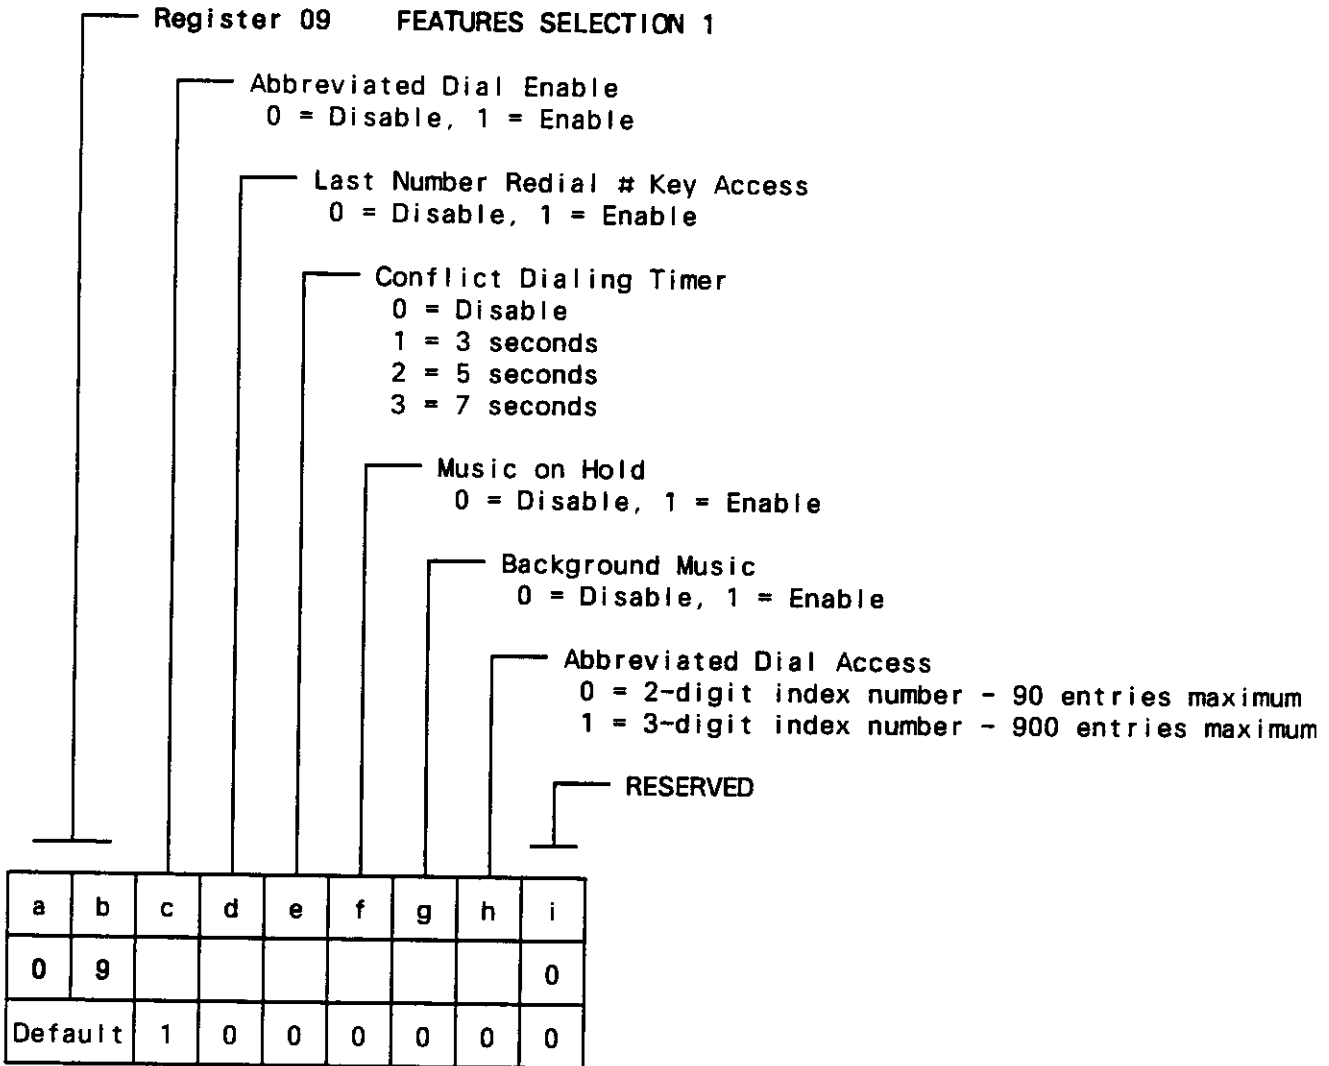 Register 09 FEATURES SELECTION 1
Abbreviated Dial Enable
0 = Disable, 1 = Enable
Last Number Redial # Key Access
0 = Disable, 1 = Enable
Conflict Dialing Timer
0 = Disable
1 = 3 seconds
2 = 5 seconds
3 = 7 seconds
Music on Hold
0 = Disable, 1 = Enable
Background Music
0 = Disable, 1 = Enable
Abbreviated Dial Access
0 = 2-digit index number - 90 entries maximum
1 = 3-digit index number - 900 entries maximum
RESERVED
a b c d e f g h i
0 9 0
Default 1 0 0 0 0 0 0